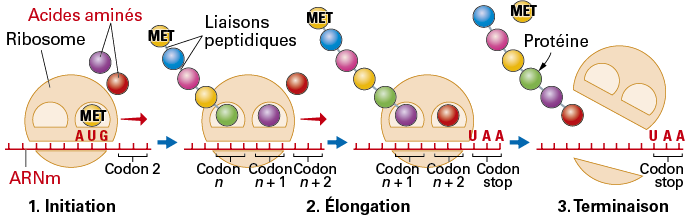 Acides aminés
Ribosome
MET
AUG
Codon 2
ARNm
1. Initiation
MET
Liaisons
peptidiques
Codon
n
Codon
n + 1
Codon
n + 2
MET
UAA
Codon
n + 1
Codon
n + 2
Codon
stop
2. Élongation
MET
Protéine
UAA
Codon
stop
3. Terminaison